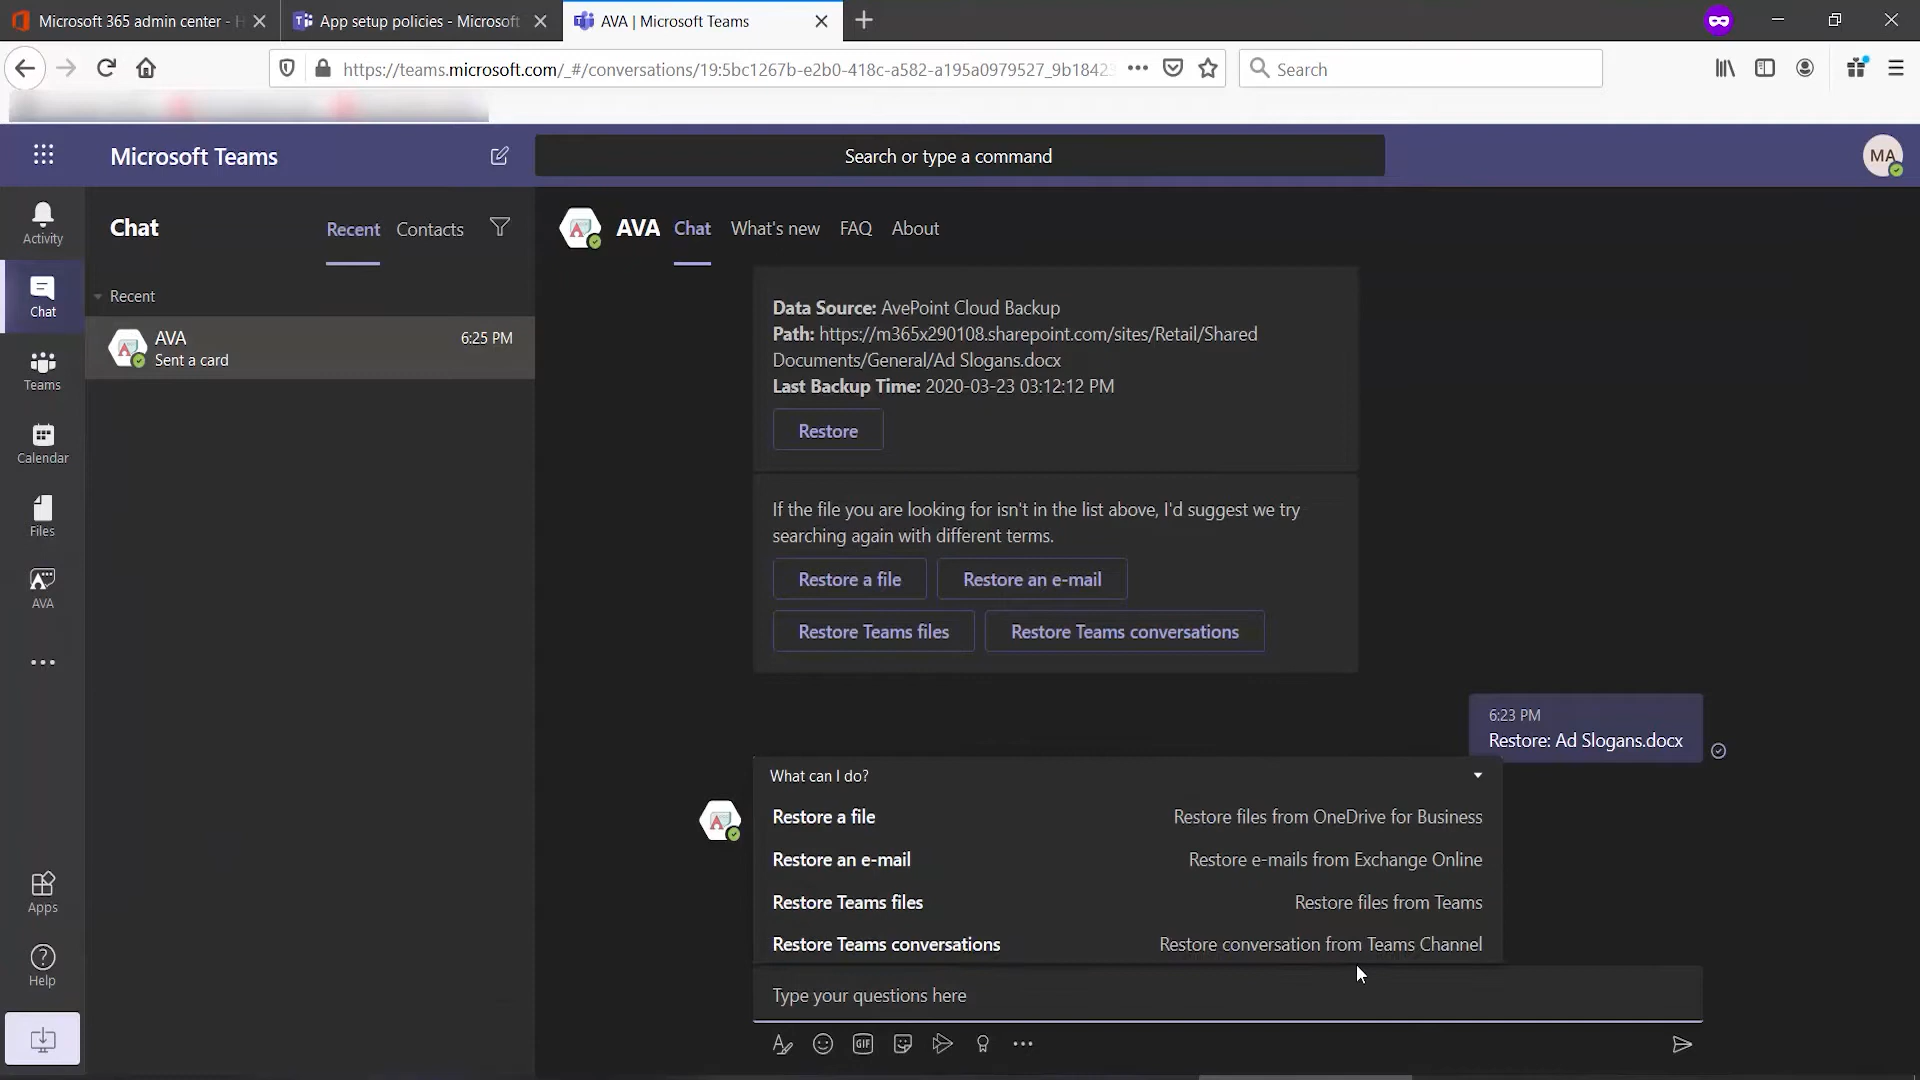 Microsoft 365 admin center - H
App setup policies - Microsoft
AVA | Microsoft Teams
https://teams.microsoft.com/_#/conversations/19:5bc1267b-e2b0-418c-a582-a195a0979527_9b1842
Search
Microsoft Teams
Search or type a command
MA
Activity
Chat
Teams
Calendar
Files
AVA
Apps
Help
Chat
Recent
Contacts
Recent
AVA
6:25 PM
Sent a card
AVA
Chat
What's new
FAQ
About
Data Source: AvePoint Cloud Backup
Path: https://m365x290108.sharepoint.com/sites/Retail/Shared
Documents/General/Ad Slogans.docx
Last Backup Time: 2020-03-23 03:12:12 PM
Restore
If the file you are looking for isn't in the list above, I'd suggest we try
searching again with different terms.
Restore a file
Restore an e-mail
Restore Teams files
Restore Teams conversations
6:23 PM
Restore: Ad Slogans.docx
What can I do?
Restore a file
Restore files from OneDrive for Business
Restore an e-mail
Restore e-mails from Exchange Online
Restore Teams files
Restore files from Teams
Restore Teams conversations
Restore conversation from Teams Channel
Type your questions here
GIF